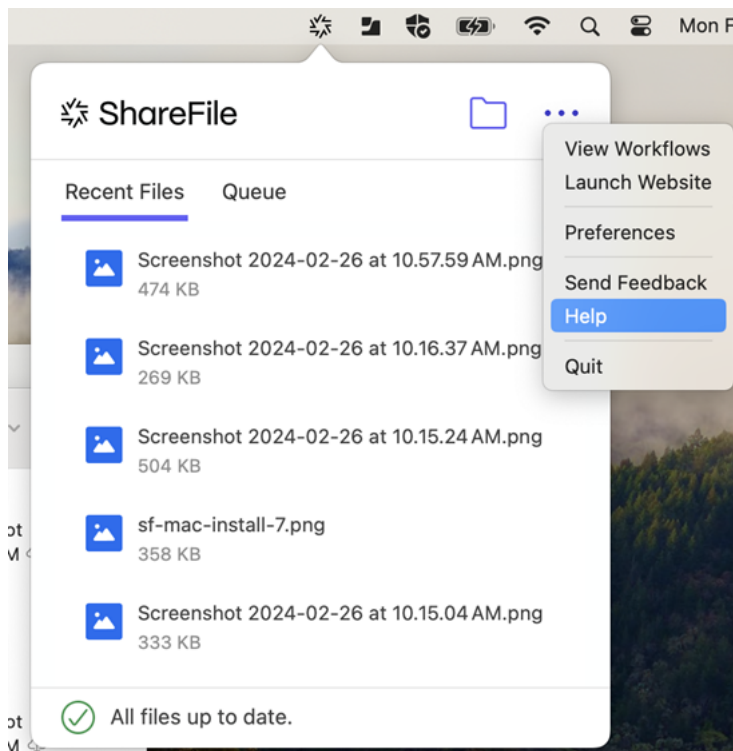 Mon F
ShareFile
View Workflows
Launch Website
Preferences
Send Feedback
Help
Quit
Recent Files
Queue
Screenshot 2024-02-26 at 10.57.59 AM.png
474 KB
Screenshot 2024-02-26 at 10.16.37 AM.png
269 KB
Screenshot 2024-02-26 at 10.15.24 AM.png
504 KB
sf-mac-install-7.png
358 KB
Screenshot 2024-02-26 at 10.15.04 AM.png
333 KB
All files up to date.
ot
M
ot
M